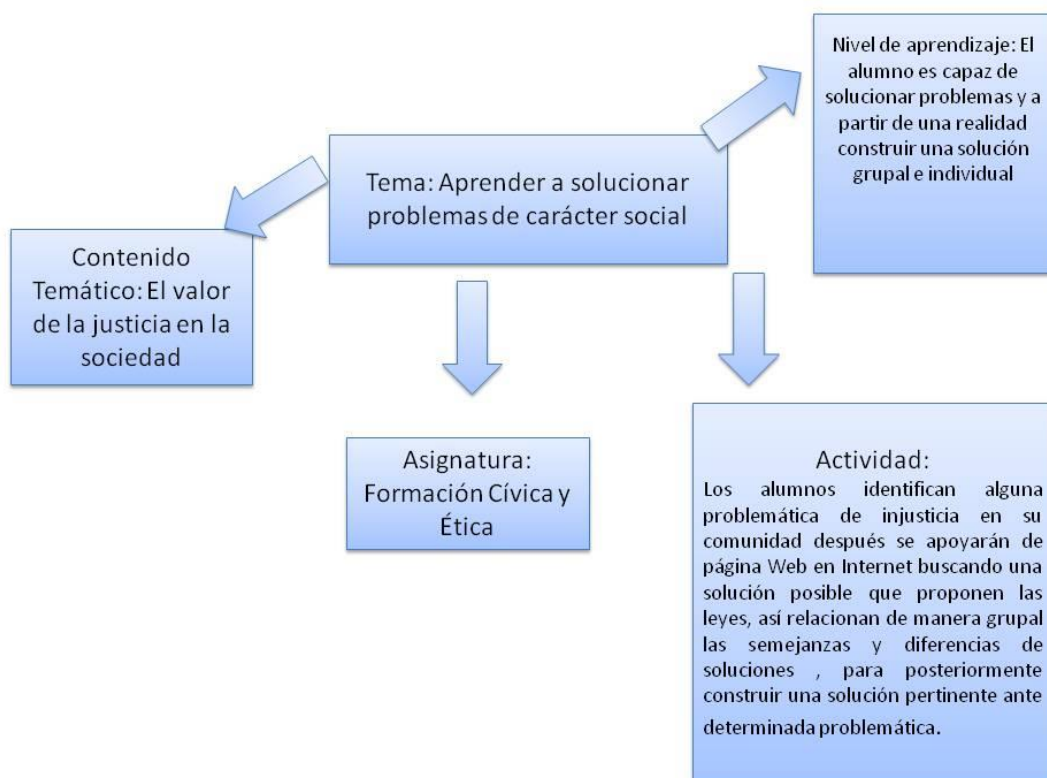 Nivel de aprendizaje: El
alumno es capaz de
solucionar problemas y a
partir de una realidad
construir una solución
grupal e individual
Tema: Aprender a solucionar
problemas de carácter social
Contenido
Temático: El valor
de la justicia en la
sociedad
Asignatura:
Formación Cívica y
Ética
Actividad:
Los alumnos identifican alguna
problemática de injusticia en su
comunidad después se apoyarán de
página Web en Internet buscando una
solución posible que proponen las
leyes, así relacionan de manera grupal
las semejanzas y diferencias de
soluciones , para posteriormente
construir una solución pertinente ante
determinada problemática.